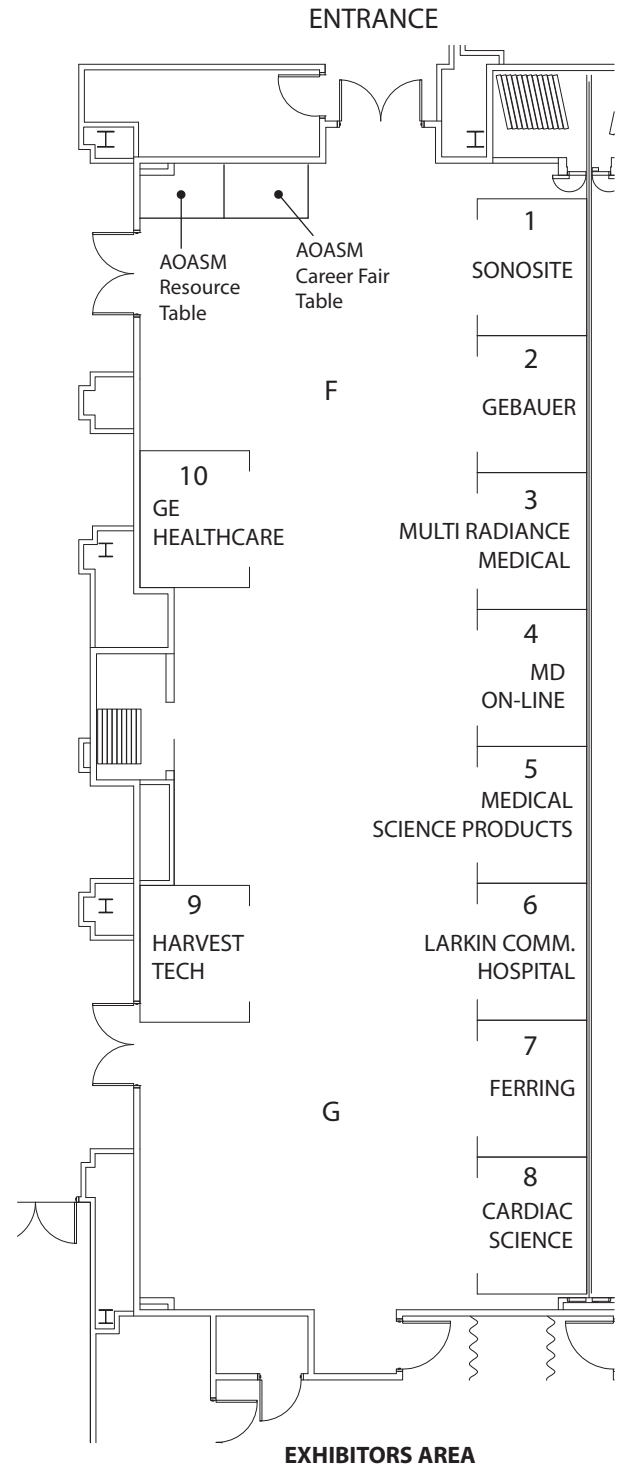 ENTRANCE
AOASM
Resource
Table
AOASM
Career Fair
Table
1
SONOSITE
2
GEBAUER
F
10
GE
HEALTHCARE
3
MULTI RADIANCE
MEDICAL
4
MD
ON-LINE
5
MEDICAL
SCIENCE PRODUCTS
9
HARVEST
TECH
6
LARKIN COMM.
HOSPITAL
7
FERRING
G
8
CARDIAC
SCIENCE
EXHIBITORS AREA